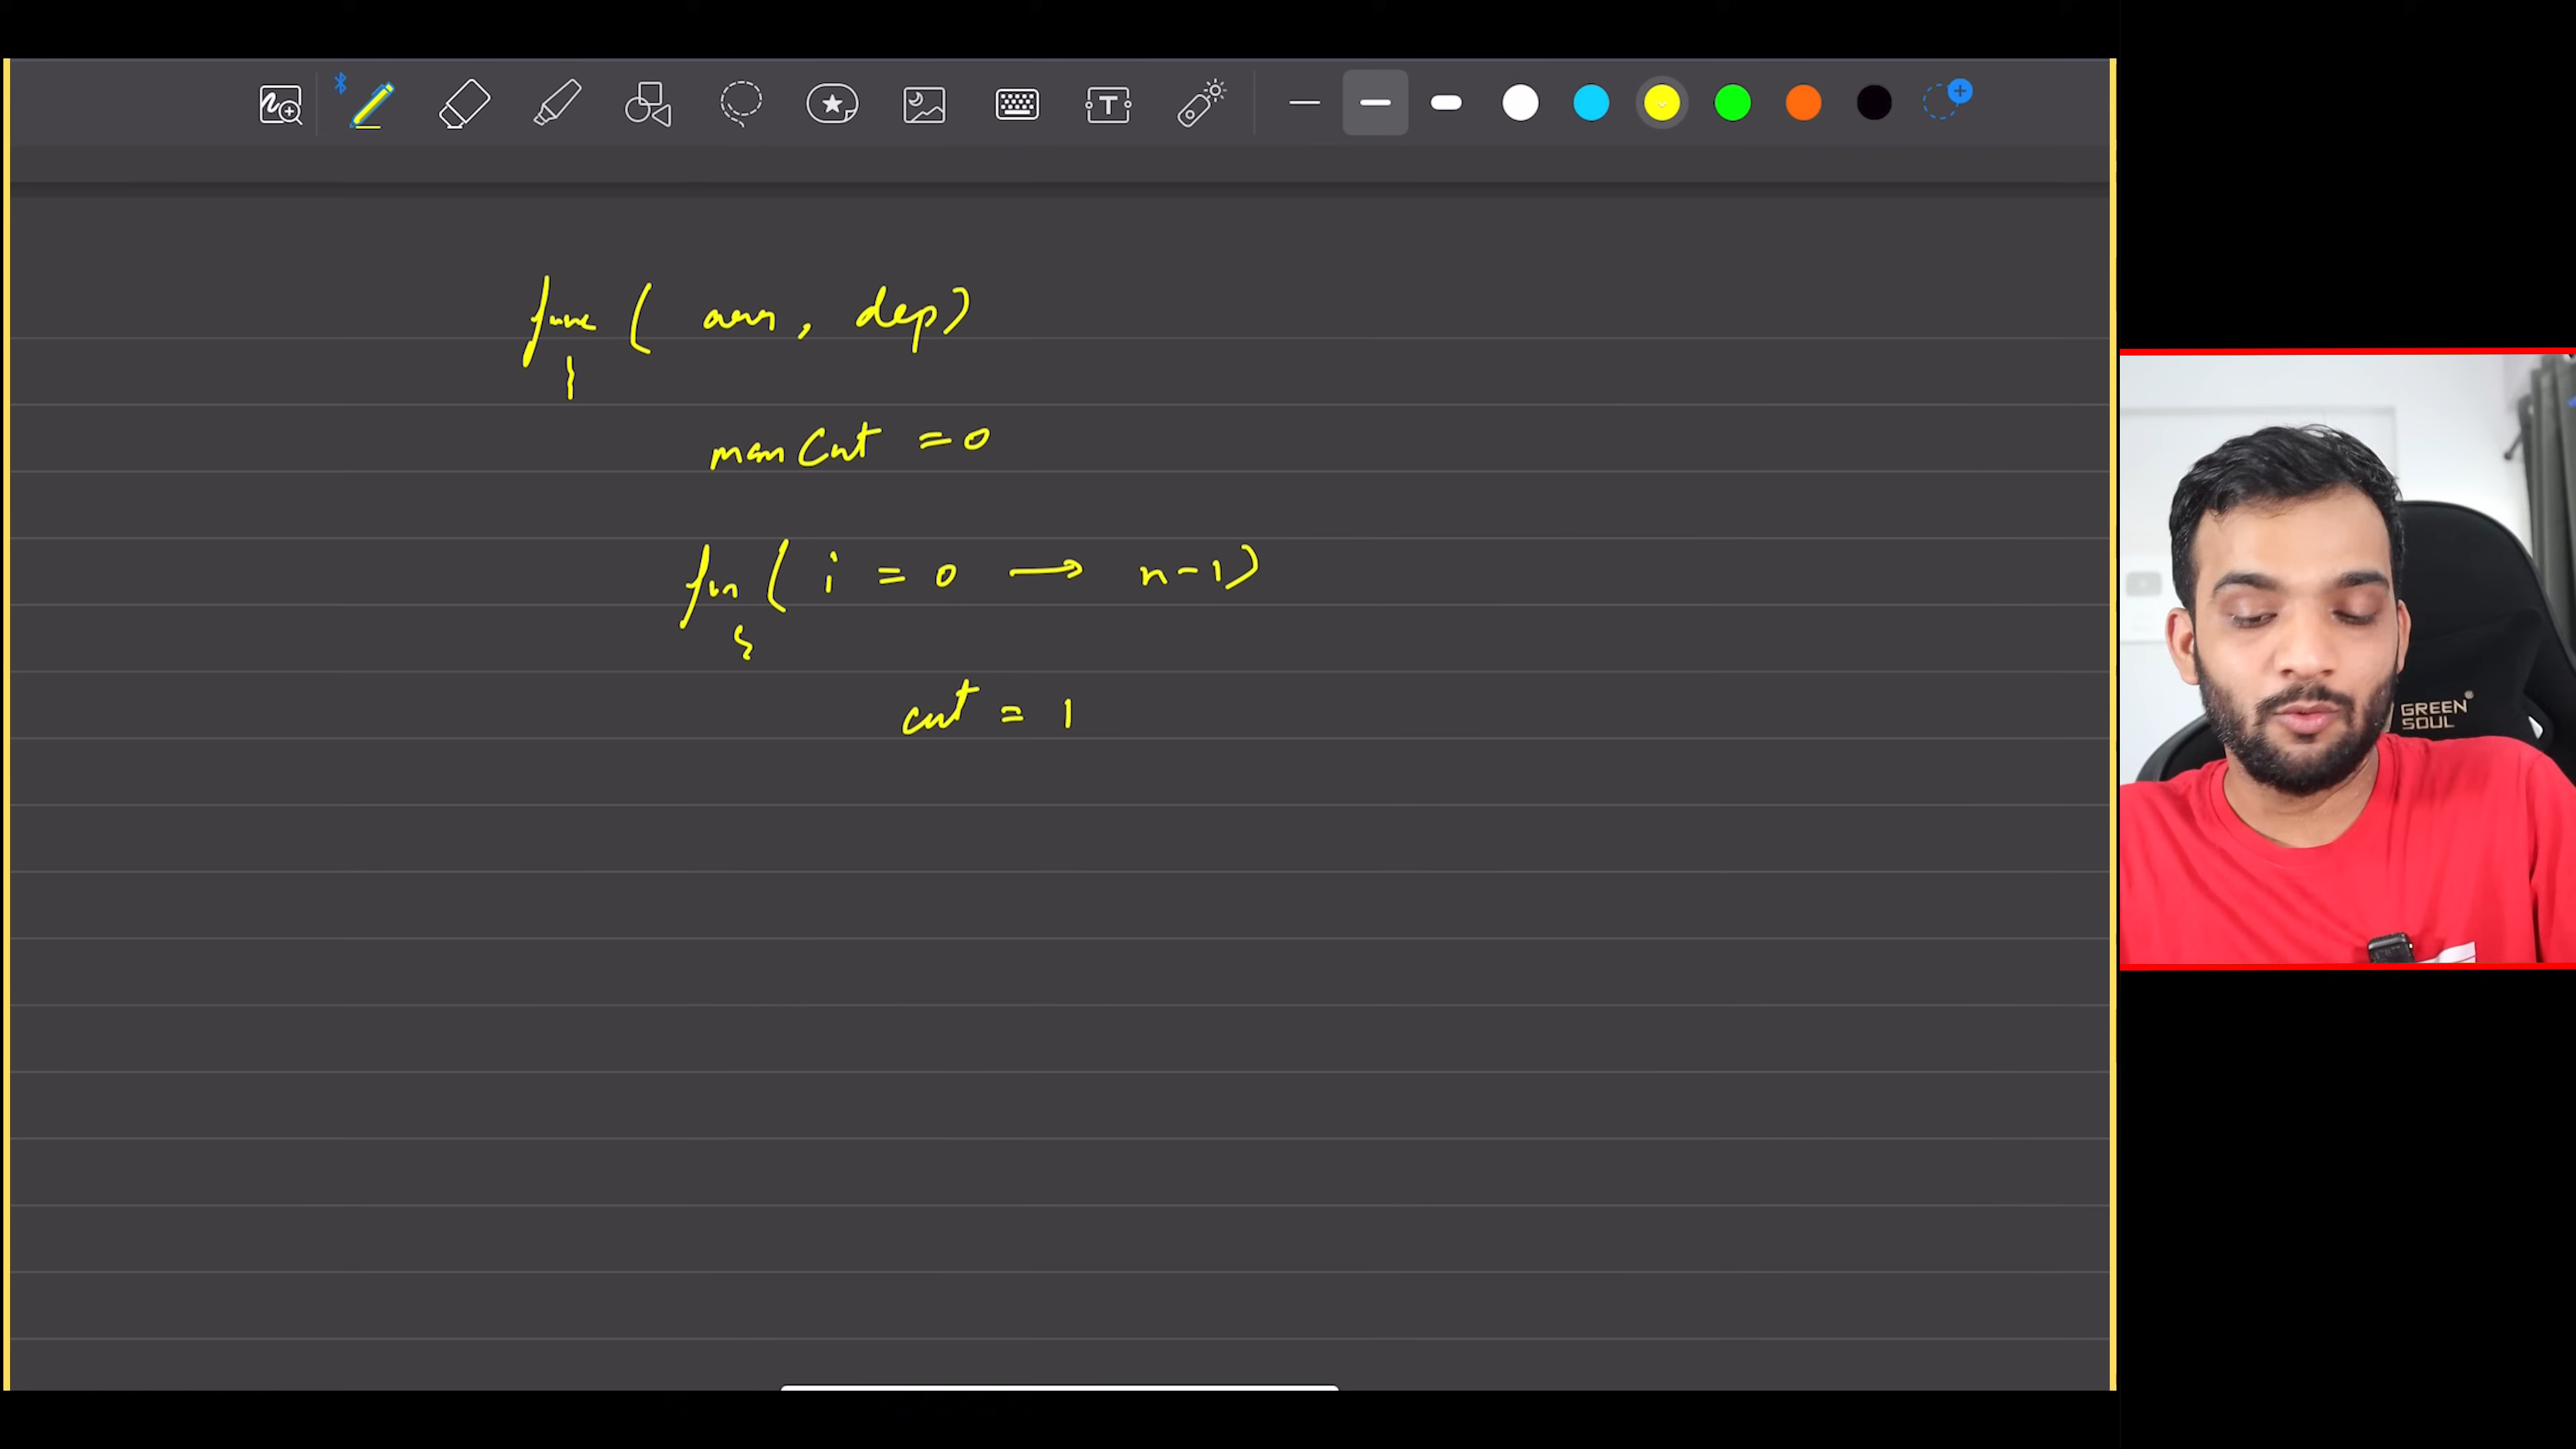 func ( arr, dep)
{
maxCnt = 0
for ( i = 0 → n-1)
{
cnt = 1
GREEN
SOUL
T